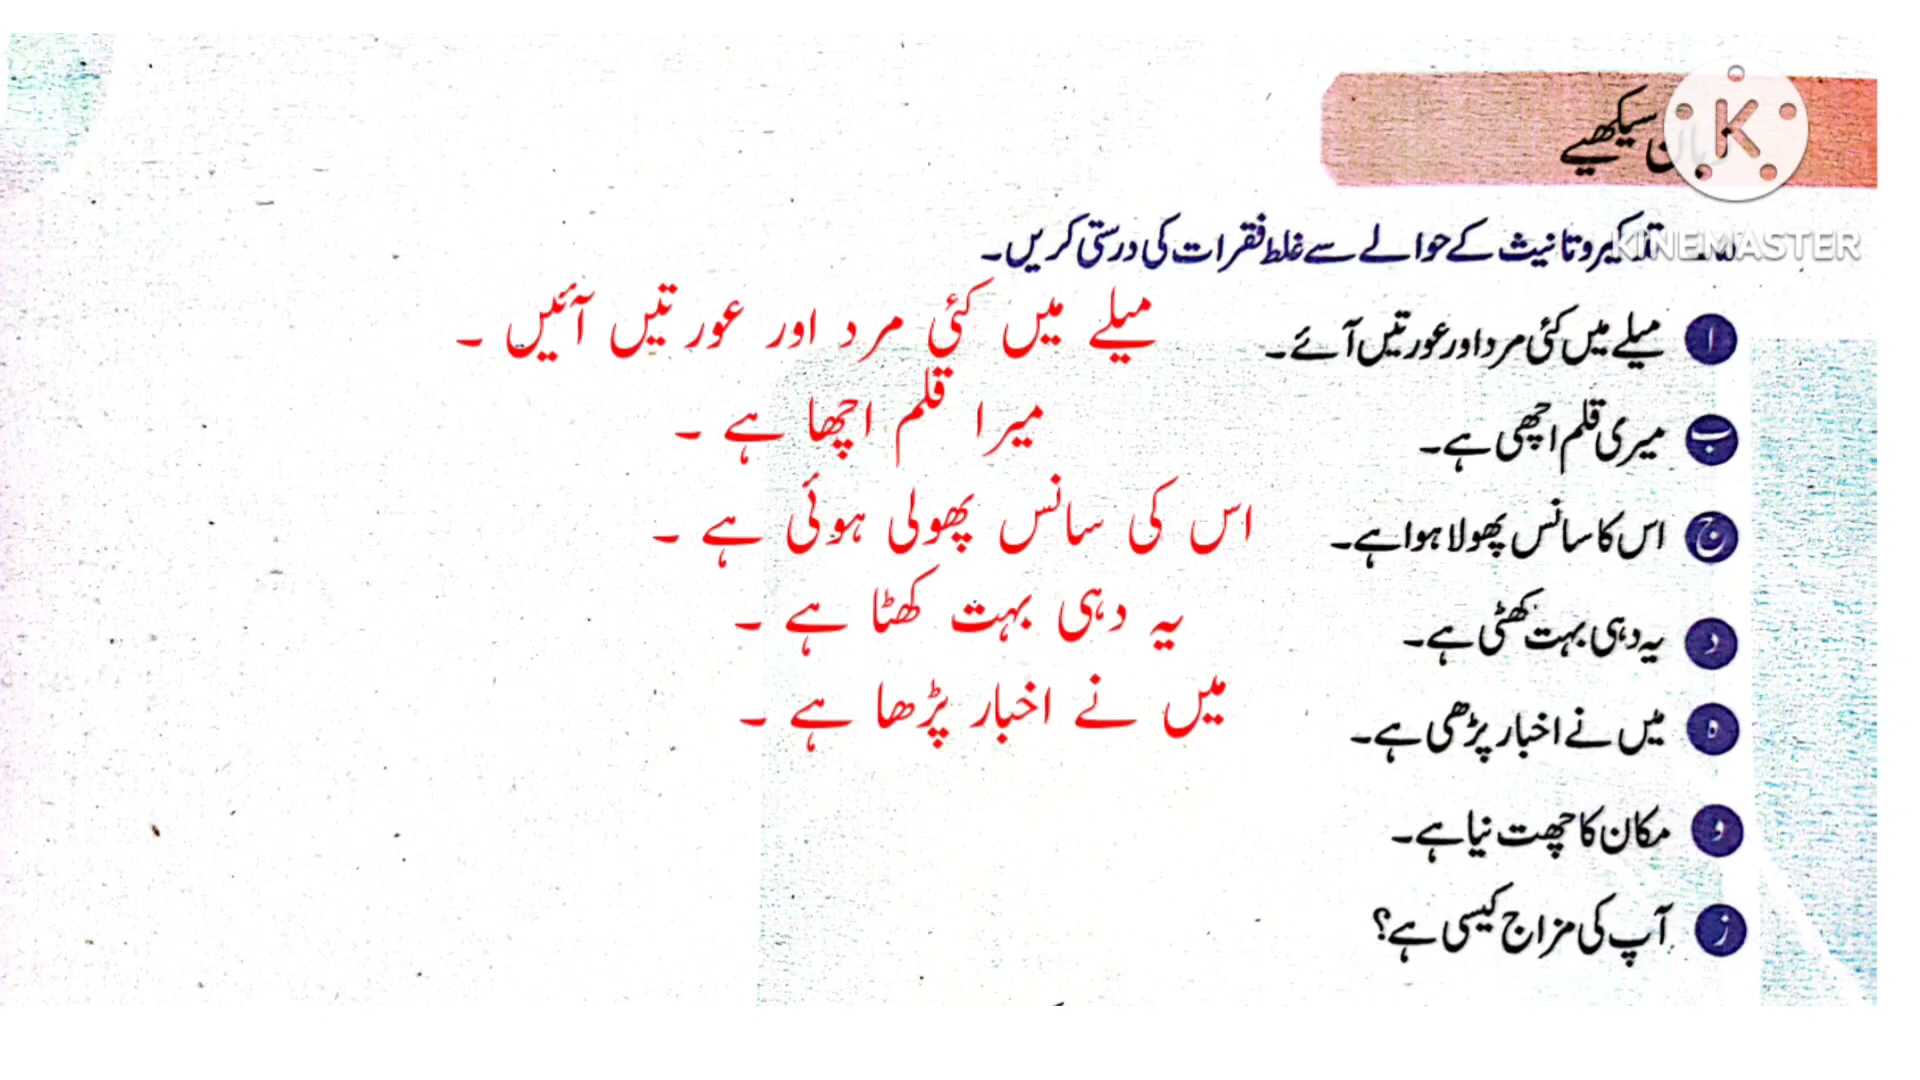 زبان سیکھیے
تذکیر و تانیث کے حوالے سے غلط فقرات کی درستی کریں۔
KINEMASTER
ا میلے میں کئی مرد اور عورتیں آئے۔
میلے میں کئی مرد اور عورتیں آئیں ۔
ب میری قلم اچھی ہے۔
میرا قلم اچھا ہے ۔
ج اس کا سانس پھولا ہوا ہے۔
اس کی سانس پھولی ہوئی ہے ۔
د یہ دہی بہت کھٹی ہے۔
یہ دہی بہت کھٹا ہے ۔
ہ میں نے اخبار پڑھی ہے۔
میں نے اخبار پڑھا ہے ۔
و مکان کا چھت نیا ہے۔
ز آپ کی مزاج کیسی ہے؟